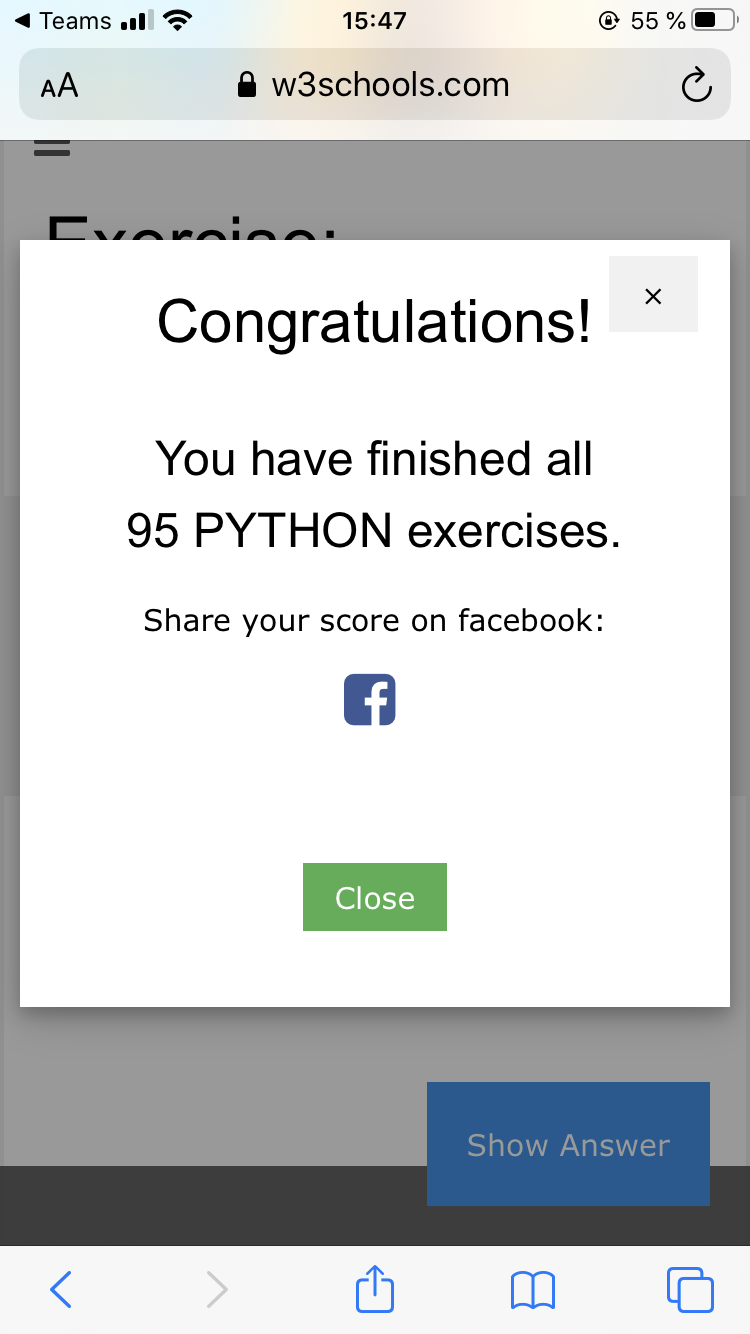 Teams 15:47 55 %
AA w3schools.com
Exercise:
×
Congratulations!
You have finished all
95 PYTHON exercises.
Share your score on facebook:
f
Close
Show Answer